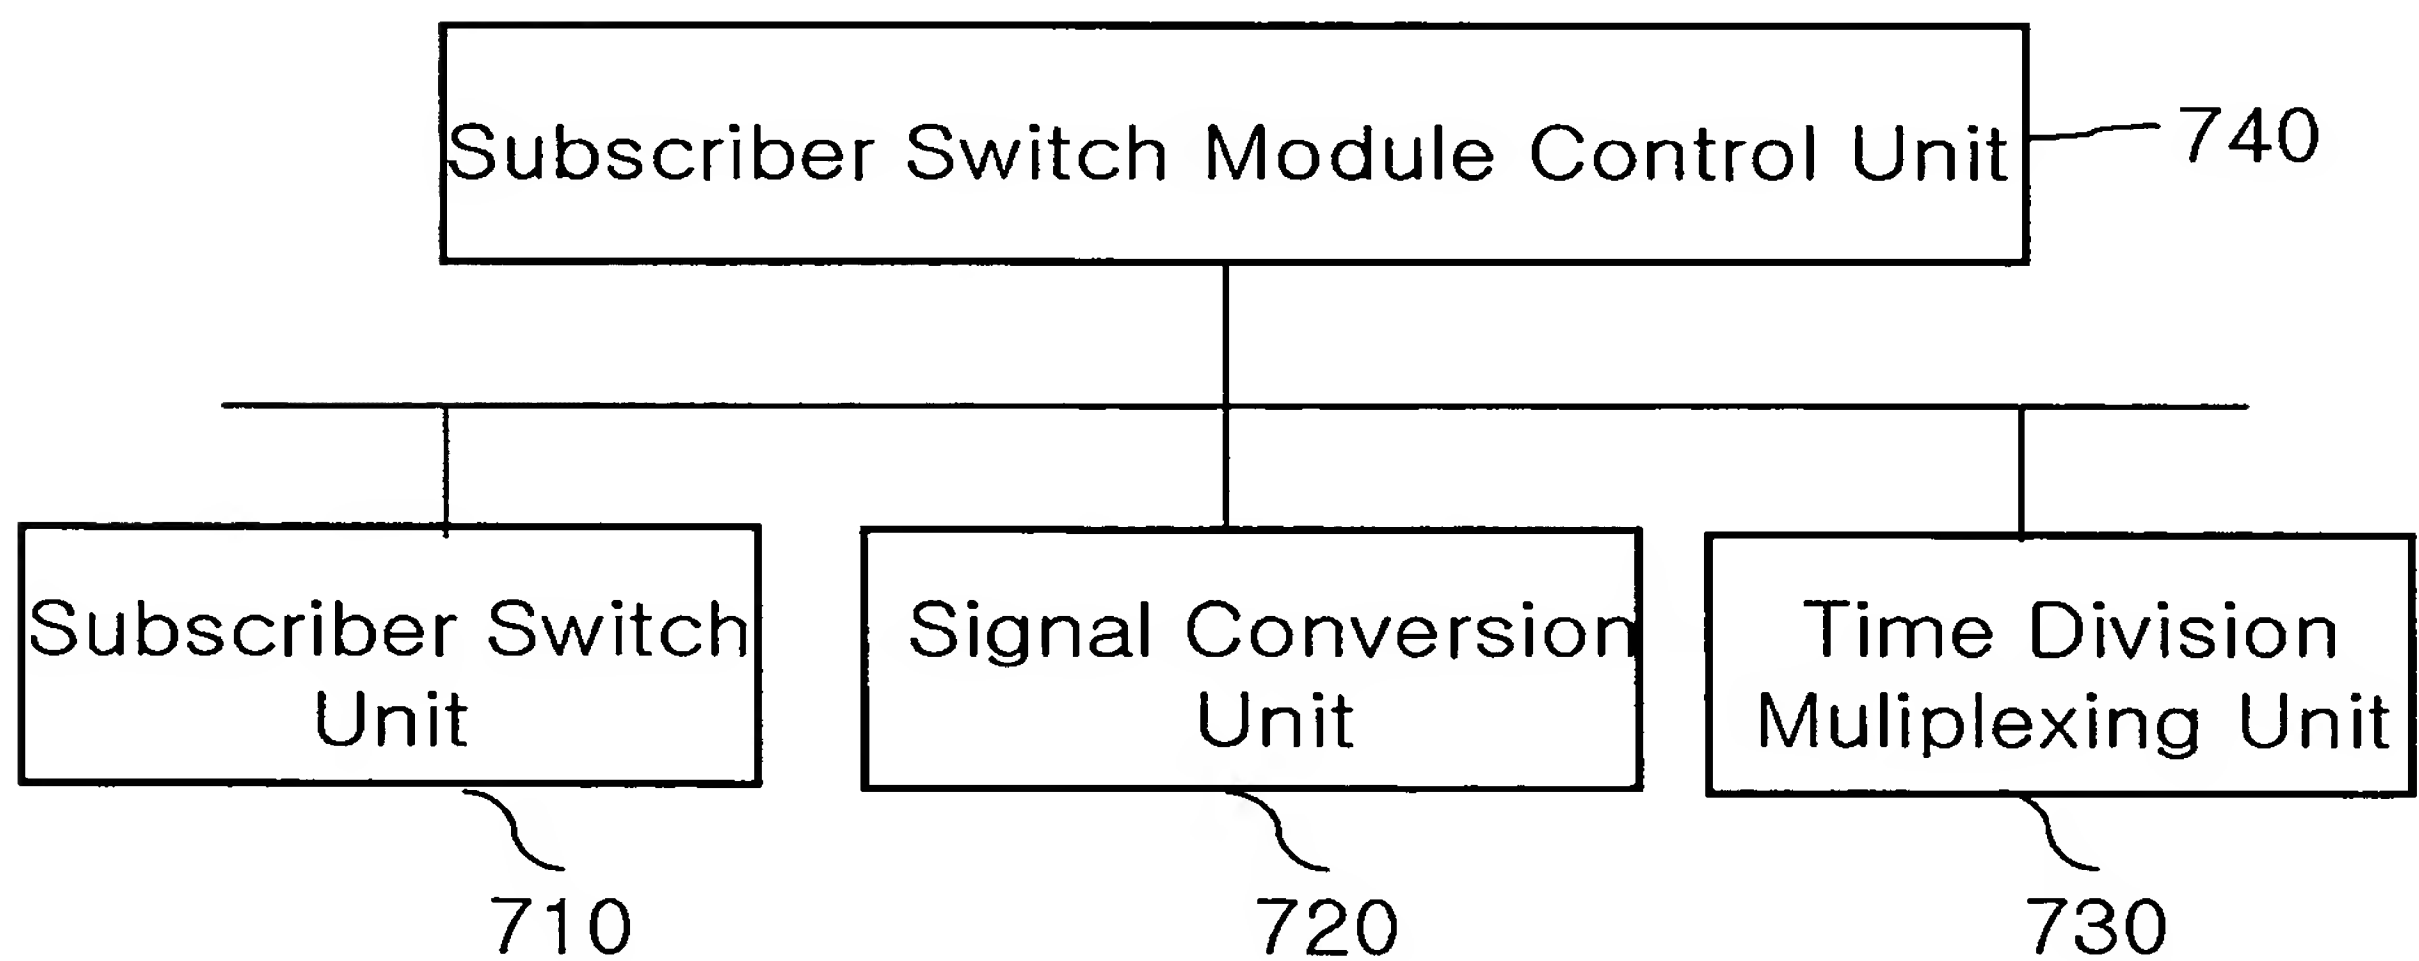 Subscriber Switch Module Control Unit
740
Subscriber Switch
Unit
Signal Conversion
Unit
Time Division
Muliplexing Unit
710
720
730